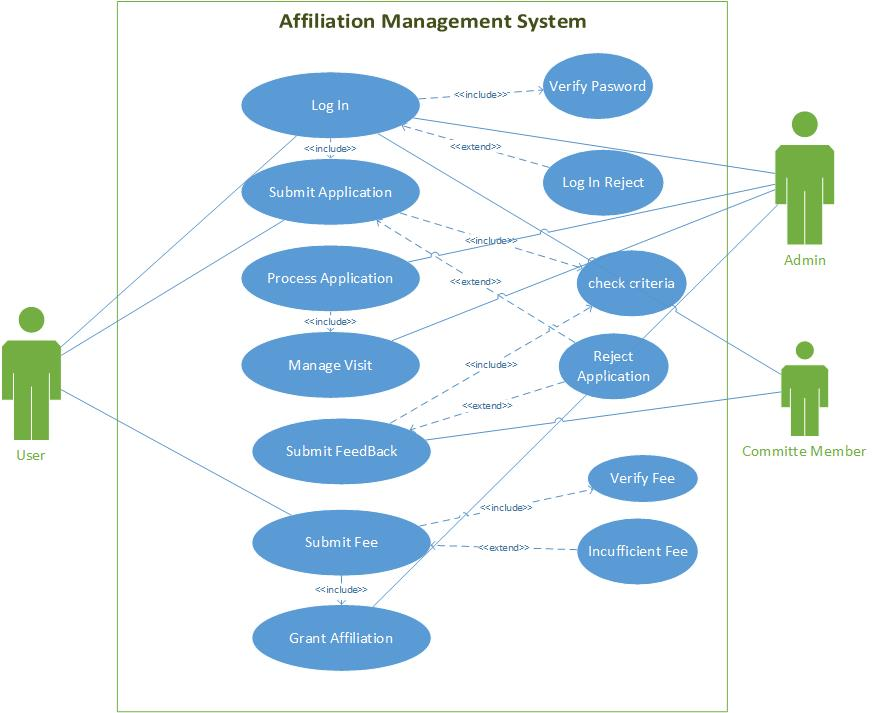 Affiliation Management System
Log In
<<include>>
Verify Pasword
<<include>>
<<extend>>
Submit Application
Log In Reject
<<include>>
Admin
Process Application
<<extend>>
check criteria
<<include>>
Manage Visit
<<include>>
Reject
Application
<<extend>>
User
Submit FeedBack
Committe Member
Verify Fee
<<include>>
Submit Fee
<<extend>>
Insufficient Fee
<<include>>
Grant Affiliation